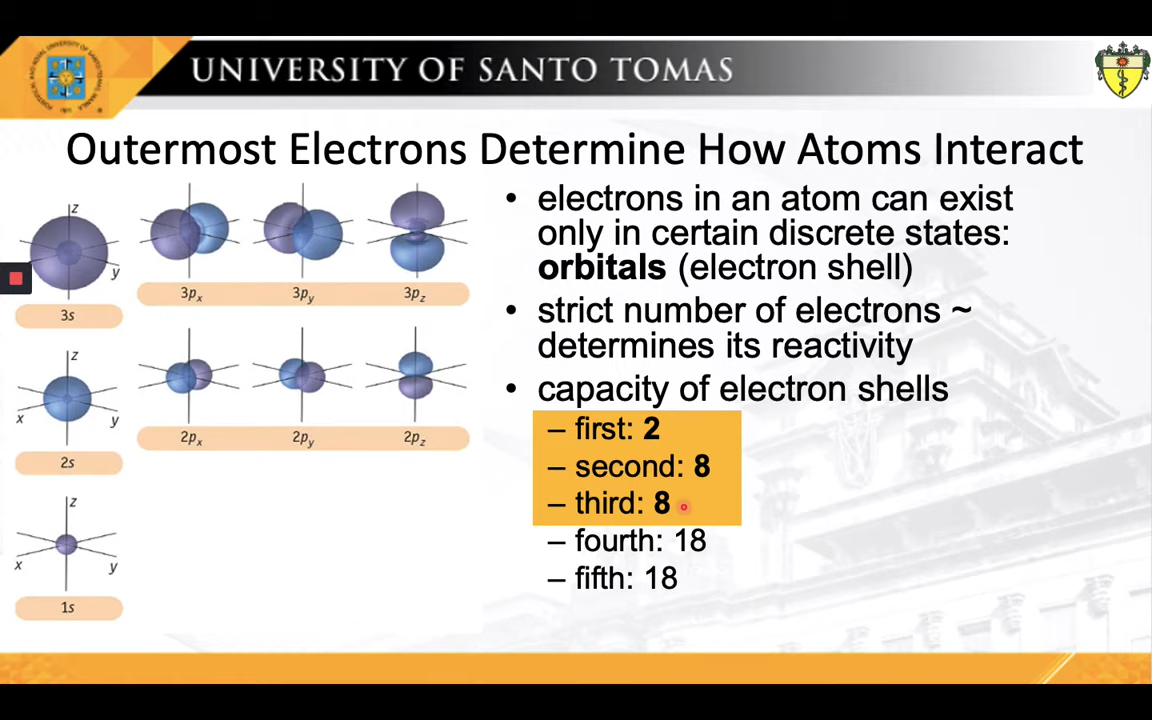 UNIVERSITY OF SANTO TOMAS
Outermost Electrons Determine How Atoms Interact
z
y
3s
3px
3py
3pz
z
x
y
2s
2px
2py
2pz
z
x
y
1s
• electrons in an atom can exist
only in certain discrete states:
orbitals (electron shell)
• strict number of electrons ~
determines its reactivity
• capacity of electron shells
– first: 2
– second: 8
– third: 8
– fourth: 18
– fifth: 18